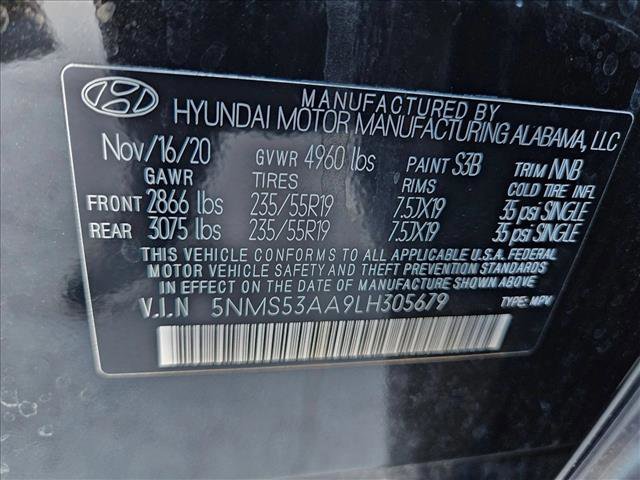 MANUFACTURED BY
HYUNDAI MOTOR MANUFACTURING ALABAMA, LLC
Nov/16/20 GVWR 4960 lbs PAINT S3B TRIM NNB
GAWR TIRES RIMS COLD TIRE INFL
FRONT 2866 lbs 235/55R19 7.5JX19 35 psi SINGLE
REAR 3075 lbs 235/55R19 7.5JX19 35 psi SINGLE
THIS VEHICLE CONFORMS TO ALL APPLICABLE U.S.A. FEDERAL
MOTOR VEHICLE SAFETY AND THEFT PREVENTION STANDARDS
IN EFFECT ON THE DATE OF MANUFACTURE SHOWN ABOVE.
V.I.N 5NMS53AA9LH305679 TYPE: MPV